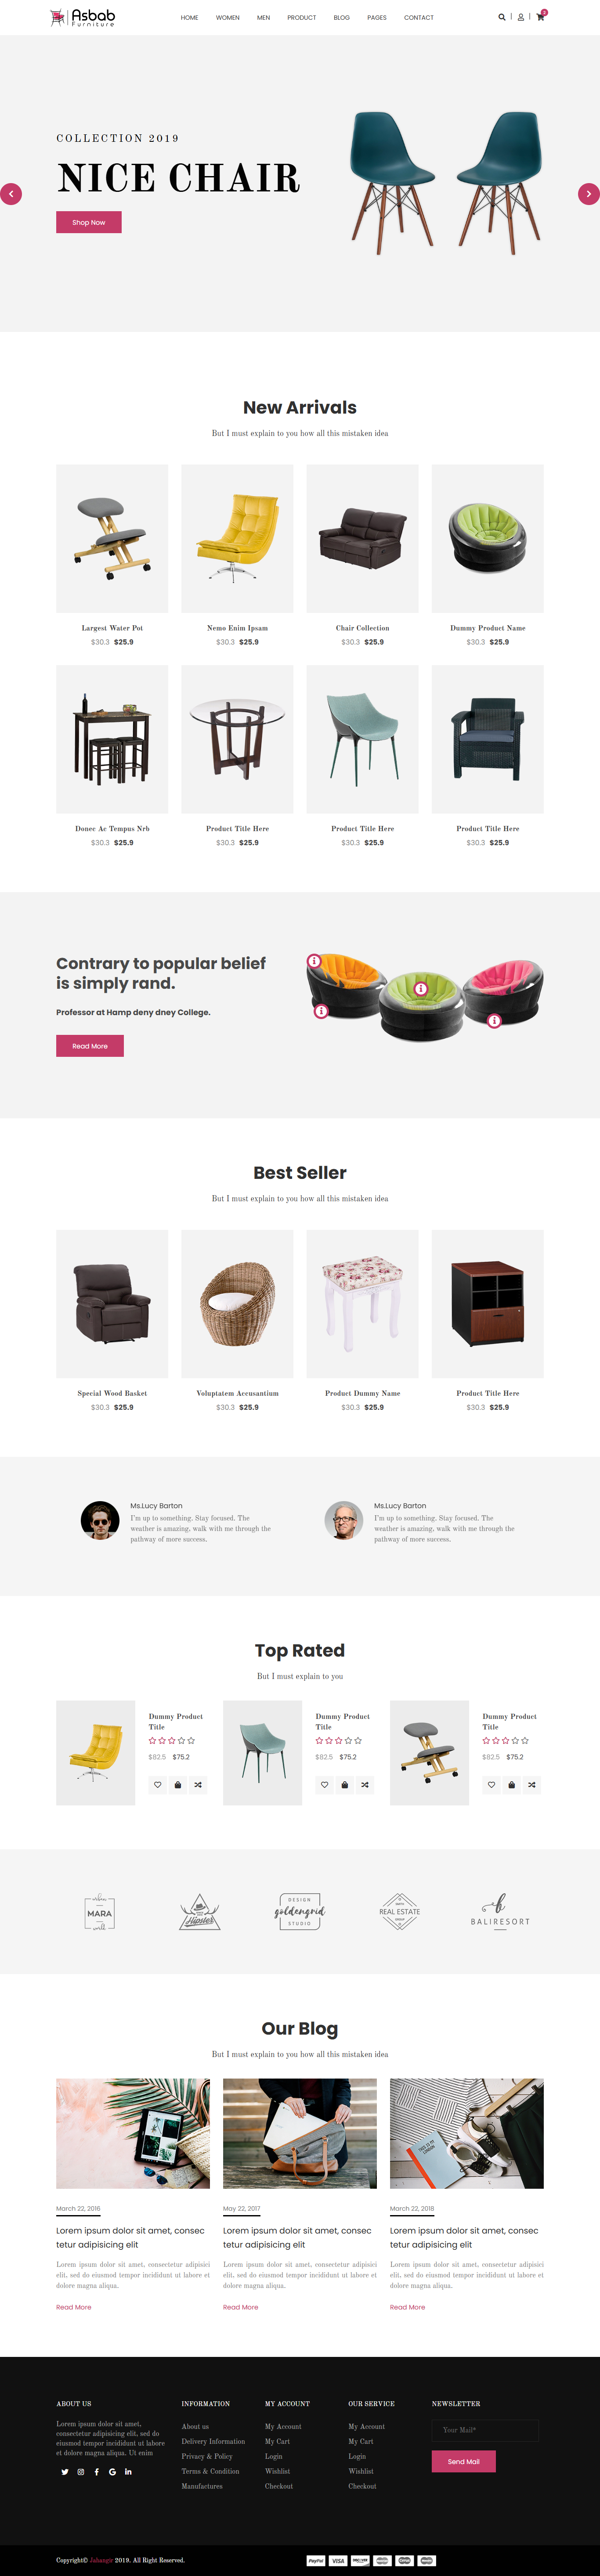 Asbab
Furniture
HOME WOMEN MEN PRODUCT BLOG PAGES CONTACT
COLLECTION 2019
NICE CHAIR
Shop Now
New Arrivals
But I must explain to you how all this mistaken idea
Largest Water Pot
$30.3 $25.9
Nemo Enim Ipsam
$30.3 $25.9
Chair Collection
$30.3 $25.9
Dummy Product Name
$30.3 $25.9
Donec Ac Tempus Nrb
$30.3 $25.9
Product Title Here
$30.3 $25.9
Product Title Here
$30.3 $25.9
Product Title Here
$30.3 $25.9
Contrary to popular belief
is simply rand.
Professor at Hamp deny dney College.
Read More
Best Seller
But I must explain to you how all this mistaken idea
Special Wood Basket
$30.3 $25.9
Voluptatem Accusantium
$30.3 $25.9
Product Dummy Name
$30.3 $25.9
Product Title Here
$30.3 $25.9
Ms.Lucy Barton
I'm up to something. Stay focused. The
weather is amazing, walk with me through the
pathway of more success.
Ms.Lucy Barton
I'm up to something. Stay focused. The
weather is amazing, walk with me through the
pathway of more success.
Top Rated
But I must explain to you
Dummy Product
Title
$82.5 $75.2
Dummy Product
Title
$82.5 $75.2
Dummy Product
Title
$82.5 $75.2
MARA
Hipster
DESIGN
goldengrid
STUDIO
REAL ESTATE
BALIRESORT
Our Blog
But I must explain to you how all this mistaken idea
March 22, 2016
Lorem ipsum dolor sit amet, consec
tetur adipisicing elit
Lorem ipsum dolor sit amet, consectetur adipisici
elit, sed do eiusmod tempor incididunt ut labore et
dolore magna aliqua.
Read More
May 22, 2017
Lorem ipsum dolor sit amet, consec
tetur adipisicing elit
Lorem ipsum dolor sit amet, consectetur adipisici
elit, sed do eiusmod tempor incididunt ut labore et
dolore magna aliqua.
Read More
March 22, 2018
Lorem ipsum dolor sit amet, consec
tetur adipisicing elit
Lorem ipsum dolor sit amet, consectetur adipisici
elit, sed do eiusmod tempor incididunt ut labore et
dolore magna aliqua.
Read More
ABOUT US
Lorem ipsum dolor sit amet,
consectetur adipisicing elit, sed do
eiusmod tempor incididunt ut labore
et dolore magna aliqua. Ut enim
INFORMATION
About us
Delivery Information
Privacy & Policy
Terms & Condition
Manufactures
MY ACCOUNT
My Account
My Cart
Login
Wishlist
Checkout
OUR SERVICE
My Account
My Cart
Login
Wishlist
Checkout
NEWSLETTER
Your Mail*
Send Mail
Copyright© Jahangir 2019. All Right Reserved.
PayPal VISA DISCOVER